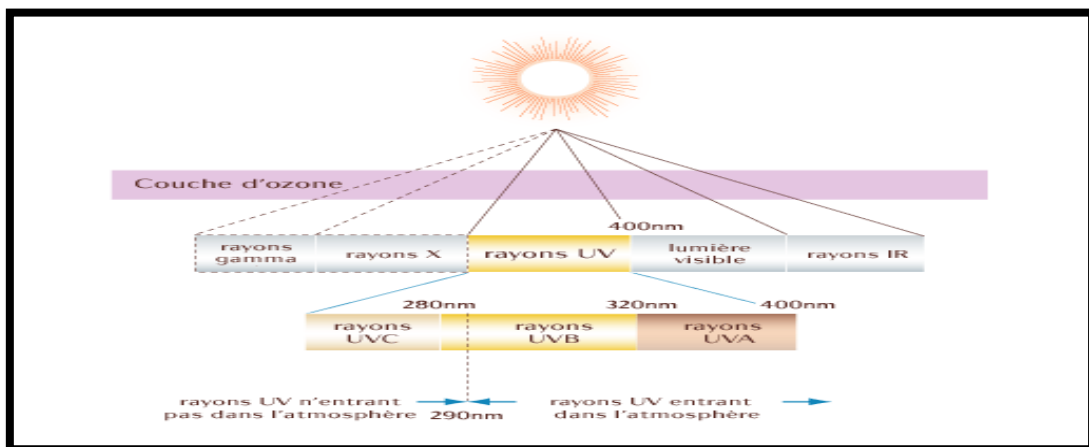 Couche d'ozone
400nm
rayons gamma
rayons X
rayons UV
lumière visible
rayons IR
280nm
320nm
400nm
rayons UVC
rayons UVB
rayons UVA
rayons UV n'entrant
pas dans l'atmosphère
290nm
rayons UV entrant
dans l'atmosphère